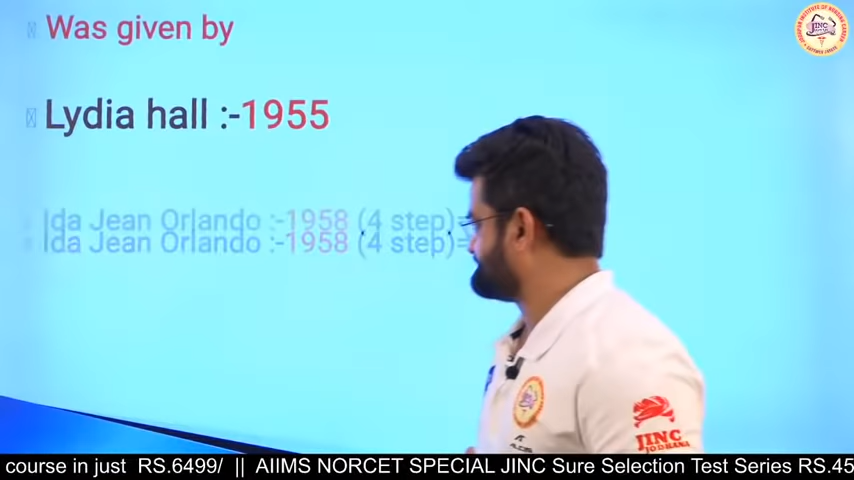 Was given by
Lydia hall :-1955
Ida Jean Orlando :-1958 (4 step)=
Ida Jean Orlando :-1958 (4 step)=
JINC
JINC
course in just RS.6499/ || AIIMS NORCET SPECIAL JINC Sure Selection Test Series RS.45